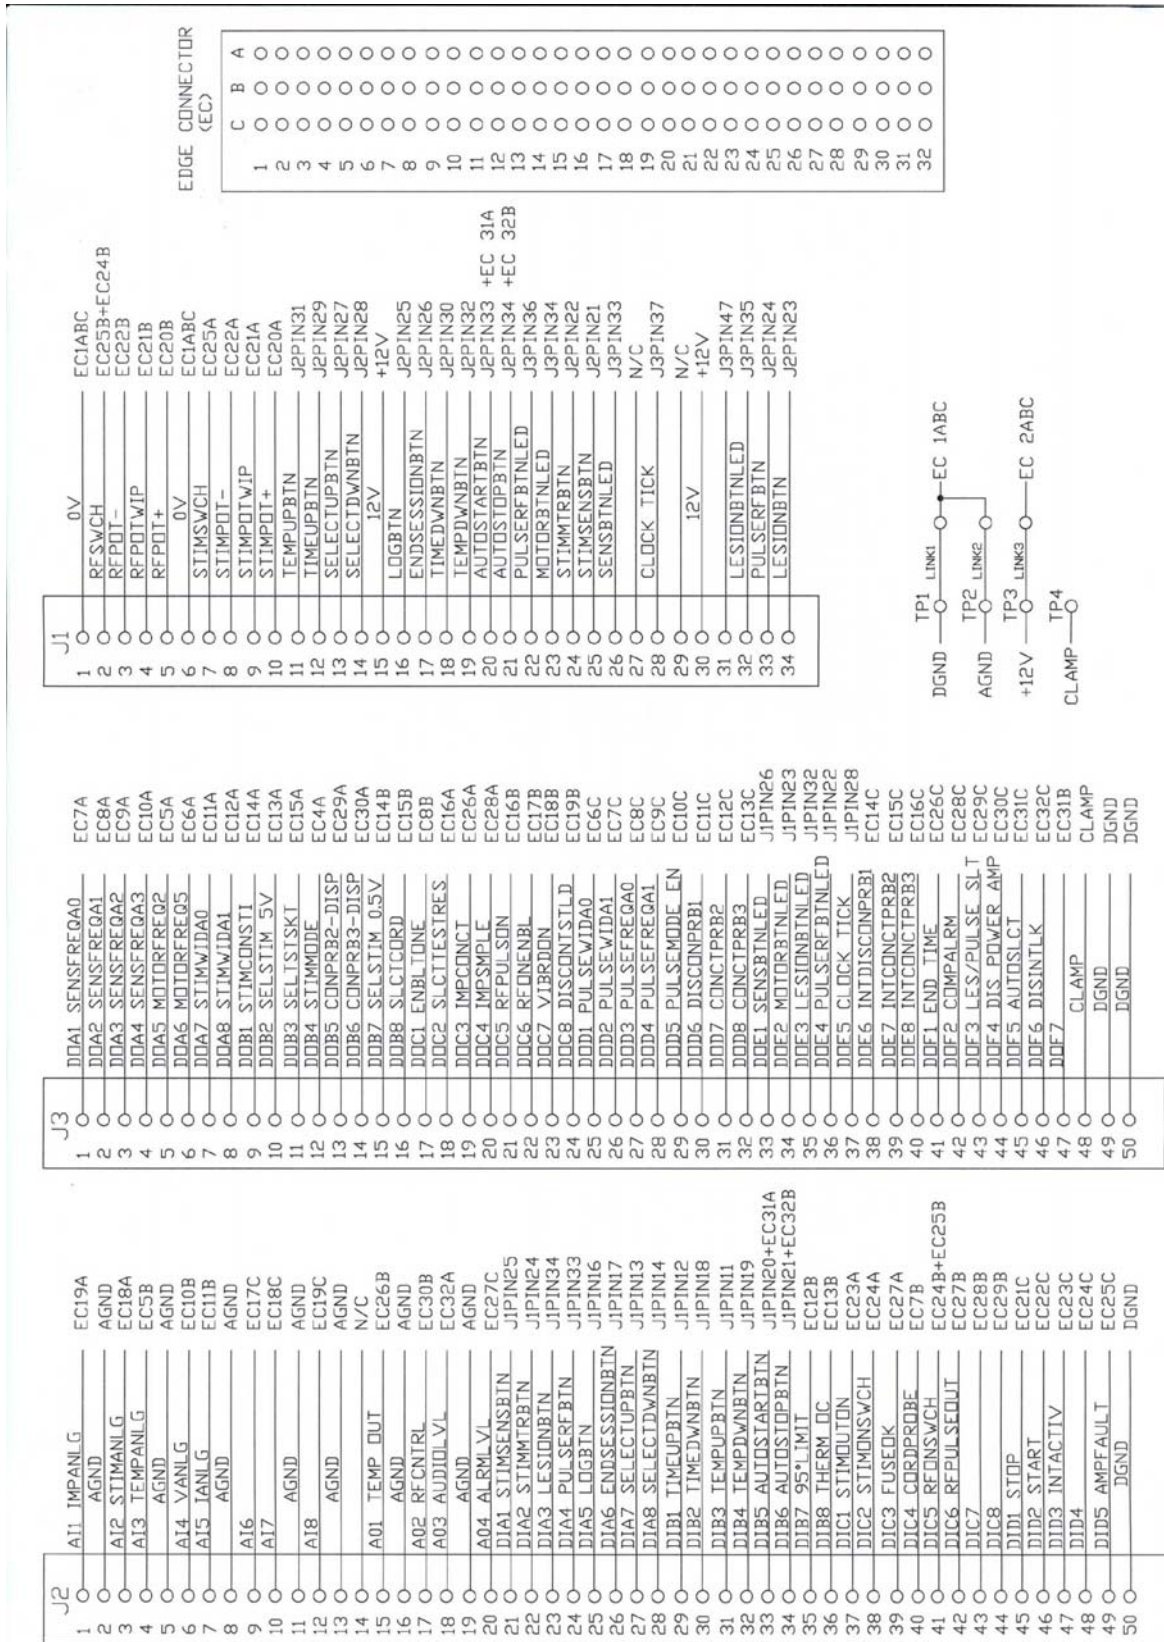 J2
1 AI1 IMPANLG EC19A
2 AGND AGND
3 AI2 STIMANLG EC18A
4 AI3 TEMPANLG EC5B
5 AGND AGND
6 AI4 VANLG EC10B
7 AI5 IANLG EC11B
8 AGND AGND
9 AI6 EC17C
10 AI7 EC18C
11 AGND AGND
12 AI8 EC19C
13 AGND AGND
14 N/C
15 AO1 TEMP OUT EC26B
16 AGND AGND
17 AO2 RFCNTRL EC30B
18 AO3 AUDIOLVL EC32A
19 AGND AGND
20 AO4 ALRMLVL EC27C
21 DIA1 STIMSENSBTN J1PIN25
22 DIA2 STIMMTRBTN J1PIN24
23 DIA3 LESIONBTN J1PIN34
24 DIA4 PULSERFBTN J1PIN33
25 DIA5 LOGBTN J1PIN16
26 DIA6 ENDSESSIONBTN J1PIN17
27 DIA7 SELECTUPBTN J1PIN13
28 DIA8 SELECTDWNBTN J1PIN14
29 DIB1 TIMEUPBTN J1PIN12
30 DIB2 TIMEDWNBTN J1PIN18
31 DIB3 TEMPUPBTN J1PIN11
32 DIB4 TEMPDWNBTN J1PIN19
33 DIB5 AUTOSTARTBTN J1PIN20+EC31A
34 DIB6 AUTOSTOPBTN J1PIN21+EC32B
35 DIB7 95°LIMIT EC12B
36 DIB8 THERM OC EC13B
37 DIC1 STIMOUTON EC23A
38 DIC2 STIMONSWCH EC24A
39 DIC3 FUSEOK EC27A
40 DIC4 CORDPROBE EC7B
41 DIC5 RFONSWCH EC24B+EC25B
42 DIC6 RFPULSEOUT EC27B
43 DIC7 EC28B
44 DIC8 EC29B
45 DID1 STOP EC21C
46 DID2 START EC22C
47 DID3 INTACTIV EC23C
48 DID4 EC24C
49 DID5 AMPFAULT EC25C
50 DGND DGND
J3
1 DOA1 SENSFREQA0 EC7A
2 DOA2 SENSFREQA1 EC8A
3 DOA3 SENSFREQA2 EC9A
4 DOA4 SENSFREQA3 EC10A
5 DOA5 MOTORFREQ2 EC5A
6 DOA6 MOTORFREQ5 EC6A
7 DOA7 STIMWIDA0 EC11A
8 DOA8 STIMWIDA1 EC12A
9 DOB1 STIMCONSTI EC14A
10 DOB2 SELSTIM 5V EC13A
11 DOB3 SELTSTSKT EC15A
12 DOB4 STIMMODE EC4A
13 DOB5 CONPRB2-DISP EC29A
14 DOB6 CONPRB3-DISP EC30A
15 DOB7 SELSTIM 0.5V EC14B
16 DOB8 SLCTCORD EC15B
17 DOC1 ENBLTONE EC8B
18 DOC2 SLCTTESTRES EC16A
19 DOC3 IMPCONCT EC26A
20 DOC4 IMPSMPLE EC28A
21 DOC5 RFPULSON EC16B
22 DOC6 RFONENBL EC17B
23 DOC7 VIBRDON EC18B
24 DOC8 DISCONTSTLD EC19B
25 DOD1 PULSEWIDA0 EC6C
26 DOD2 PULSEWIDA1 EC7C
27 DOD3 PULSEFREQA0 EC8C
28 DOD4 PULSEFREQA1 EC9C
29 DOD5 PULSEMODE EN EC10C
30 DOD6 DISCONPRB1 EC11C
31 DOD7 CONCTPRB2 EC12C
32 DOD8 CONCTPRB3 EC13C
33 DOE1 SENSBTNLED J1PIN26
34 DOE2 MOTORBTNLED J1PIN23
35 DOE3 LESIONBTNLED J1PIN32
36 DOE4 PULSERFBTNLED J1PIN22
37 DOE5 CLOCK TICK J1PIN28
38 DOE6 INTDISCONPRB1 EC14C
39 DOE7 INTCONCTPRB2 EC15C
40 DOE8 INTCONCTPRB3 EC16C
41 DOF1 END TIME EC26C
42 DOF2 COMPALRM EC28C
43 DOF3 LES/PULSE SLT EC29C
44 DOF4 DIS POWER AMP EC30C
45 DOF5 AUTOSLCT EC31C
46 DOF6 DISINTLK EC32C
47 DOF7 EC31B
48 CLAMP CLAMP
49 DGND DGND
50 DGND DGND
J1
1 0V EC1ABC
2 RFSWCH EC25B+EC24B
3 RFPOT- EC22B
4 RFPOTWIP EC21B
5 RFPOT+ EC20B
6 0V EC1ABC
7 STIMSWCH EC25A
8 STIMPOT- EC22A
9 STIMPOTWIP EC21A
10 STIMPOT+ EC20A
11 TEMPUPBTN J2PIN31
12 TIMEUPBTN J2PIN29
13 SELECTUPBTN J2PIN27
14 SELECTDWNBTN J2PIN28
15 12V +12V
16 LOGBTN J2PIN25
17 ENDSESSIONBTN J2PIN26
18 TIMEDWNBTN J2PIN30
19 TEMPDWNBTN J2PIN32
20 AUTOSTARTBTN J2PIN33 +EC 31A
21 AUTOSTOPBTN J2PIN34 +EC 32B
22 PULSERFBTNLED J3PIN36
23 MOTORBTNLED J3PIN34
24 STIMMTRBTN J2PIN22
25 STIMSENSBTN J2PIN21
26 SENSBTNLED J3PIN33
27 N/C
28 CLOCK TICK J3PIN37
29 N/C
30 12V +12V
31 J3PIN47
32 LESIONBTNLED J3PIN35
33 PULSERFBTN J2PIN24
34 LESIONBTN J2PIN23
TP1 LINK1
DGND EC 1ABC
TP2 LINK2
AGND
TP3 LINK3
+12V EC 2ABC
TP4
CLAMP
EDGE CONNECTOR
(EC)
C B A
1
2
3
4
5
6
7
8
9
10
11
12
13
14
15
16
17
18
19
20
21
22
23
24
25
26
27
28
29
30
31
32